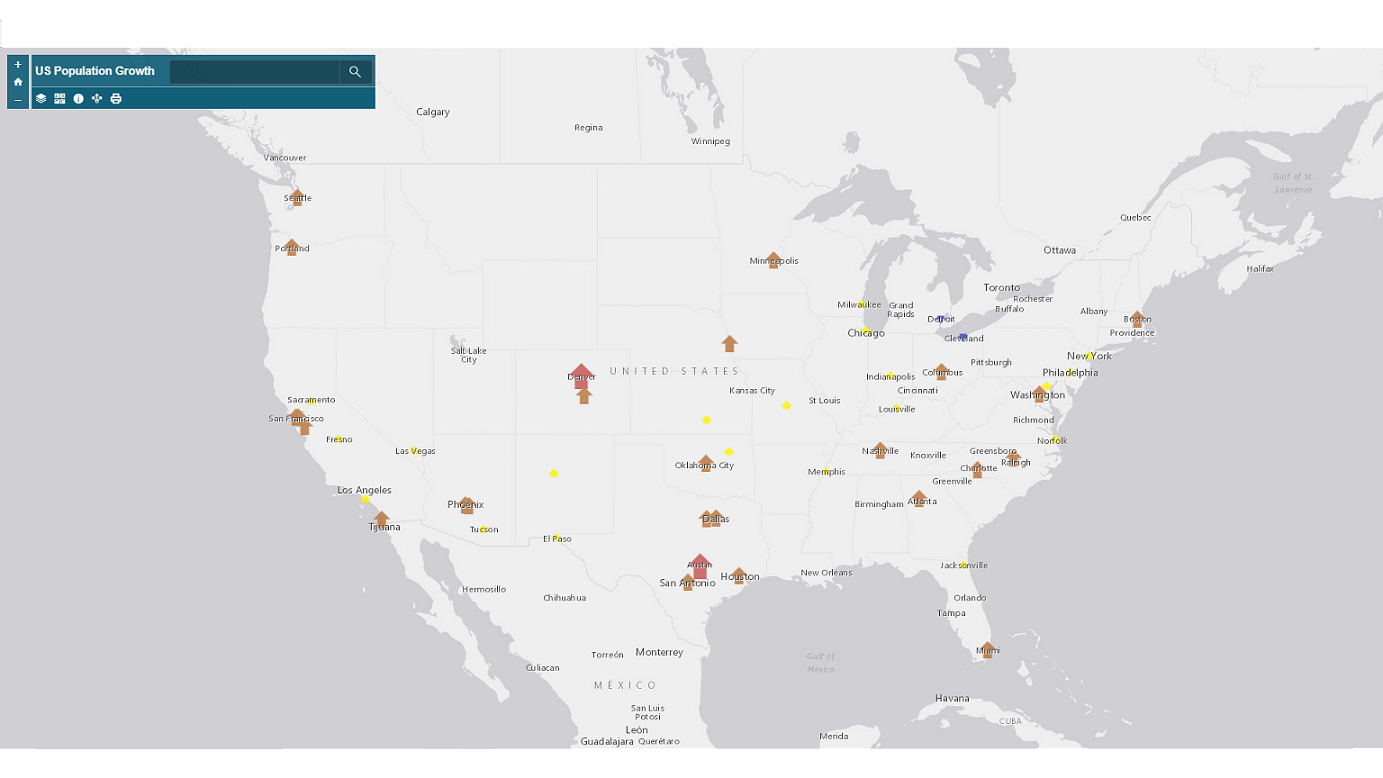 US Population Growth
Calgary
Regina
Winnipeg
Vancouver
Gulf of St.
Lawrence
Seattle
Quebec
Portland
Ottawa
Minneapolis
Halifax
Toronto
Rochester
Milwaukee
Grand
Rapids
Buffalo
Albany
Detroit
Boston
Chicago
Providence
Cleveland
Salt Lake
City
New York
Pittsburgh
UNITED STATES
Denver
Indianapolis
Columbus
Philadelphia
Kansas City
Cincinnati
Washington
Sacramento
St Louis
Louisville
San Francisco
Richmond
Fresno
Norfolk
Las Vegas
Nashville
Knoxville
Greensboro
Raleigh
Oklahoma City
Memphis
Charlotte
Greenville
Los Angeles
Phoenix
Birmingham
Atlanta
Dallas
Tijuana
Tucson
El Paso
Austin
Jacksonville
New Orleans
Houston
San Antonio
Hermosillo
Chihuahua
Orlando
Tampa
Miami
Torreón
Monterrey
Gulf of
Mexico
Culiacan
MÉXICO
Havana
San Luis
Potosi
CUBA
León
Merida
Guadalajara
Querétaro